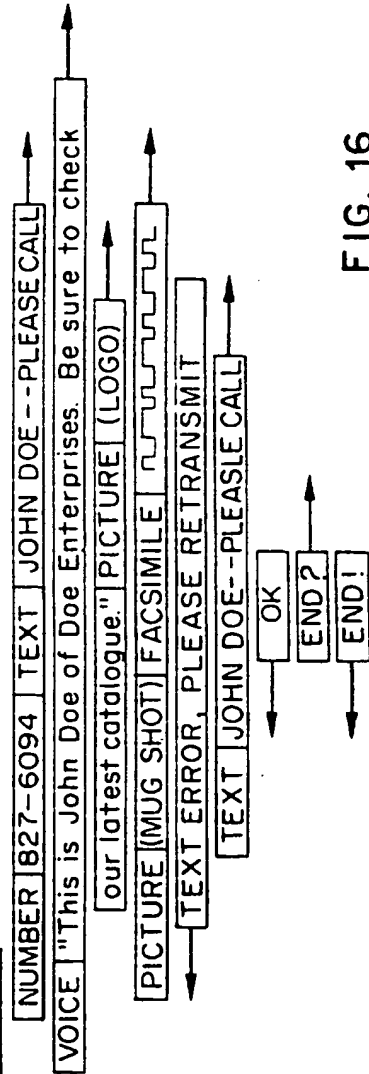 NUMBER 827-6094 TEXT JOHN DOE--PLEASE CALL
VOICE "This is John Doe of Doe Enterprises. Be sure to check
our latest catalogue." PICTURE (LOGO)
PICTURE (MUG SHOT) FACSIMILE
TEXT ERROR, PLEASE RETRANSMIT
TEXT JOHN DOE--PLEASLE CALL
OK
END?
END!
FIG. 16